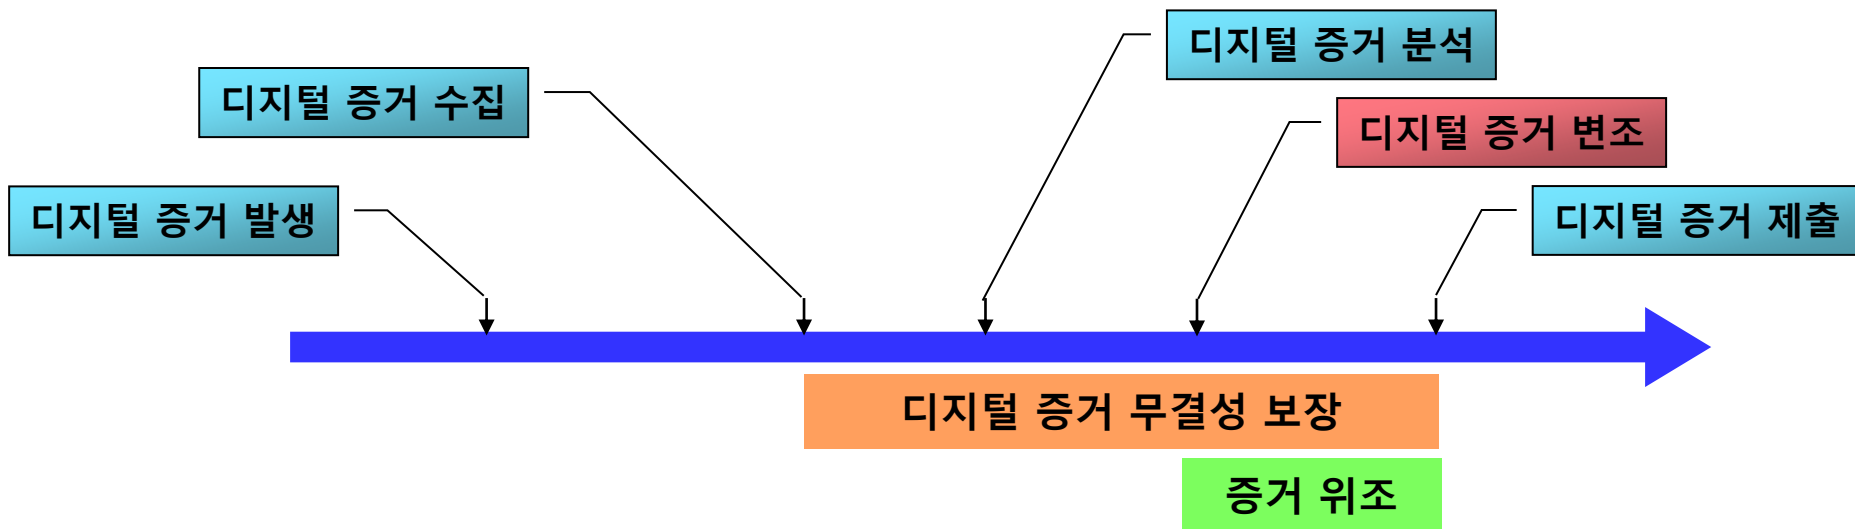 디지털 증거 분석
디지털 증거 수집
디지털 증거 변조
디지털 증거 발생
디지털 증거 제출
디지털 증거 무결성 보장
증거 위조